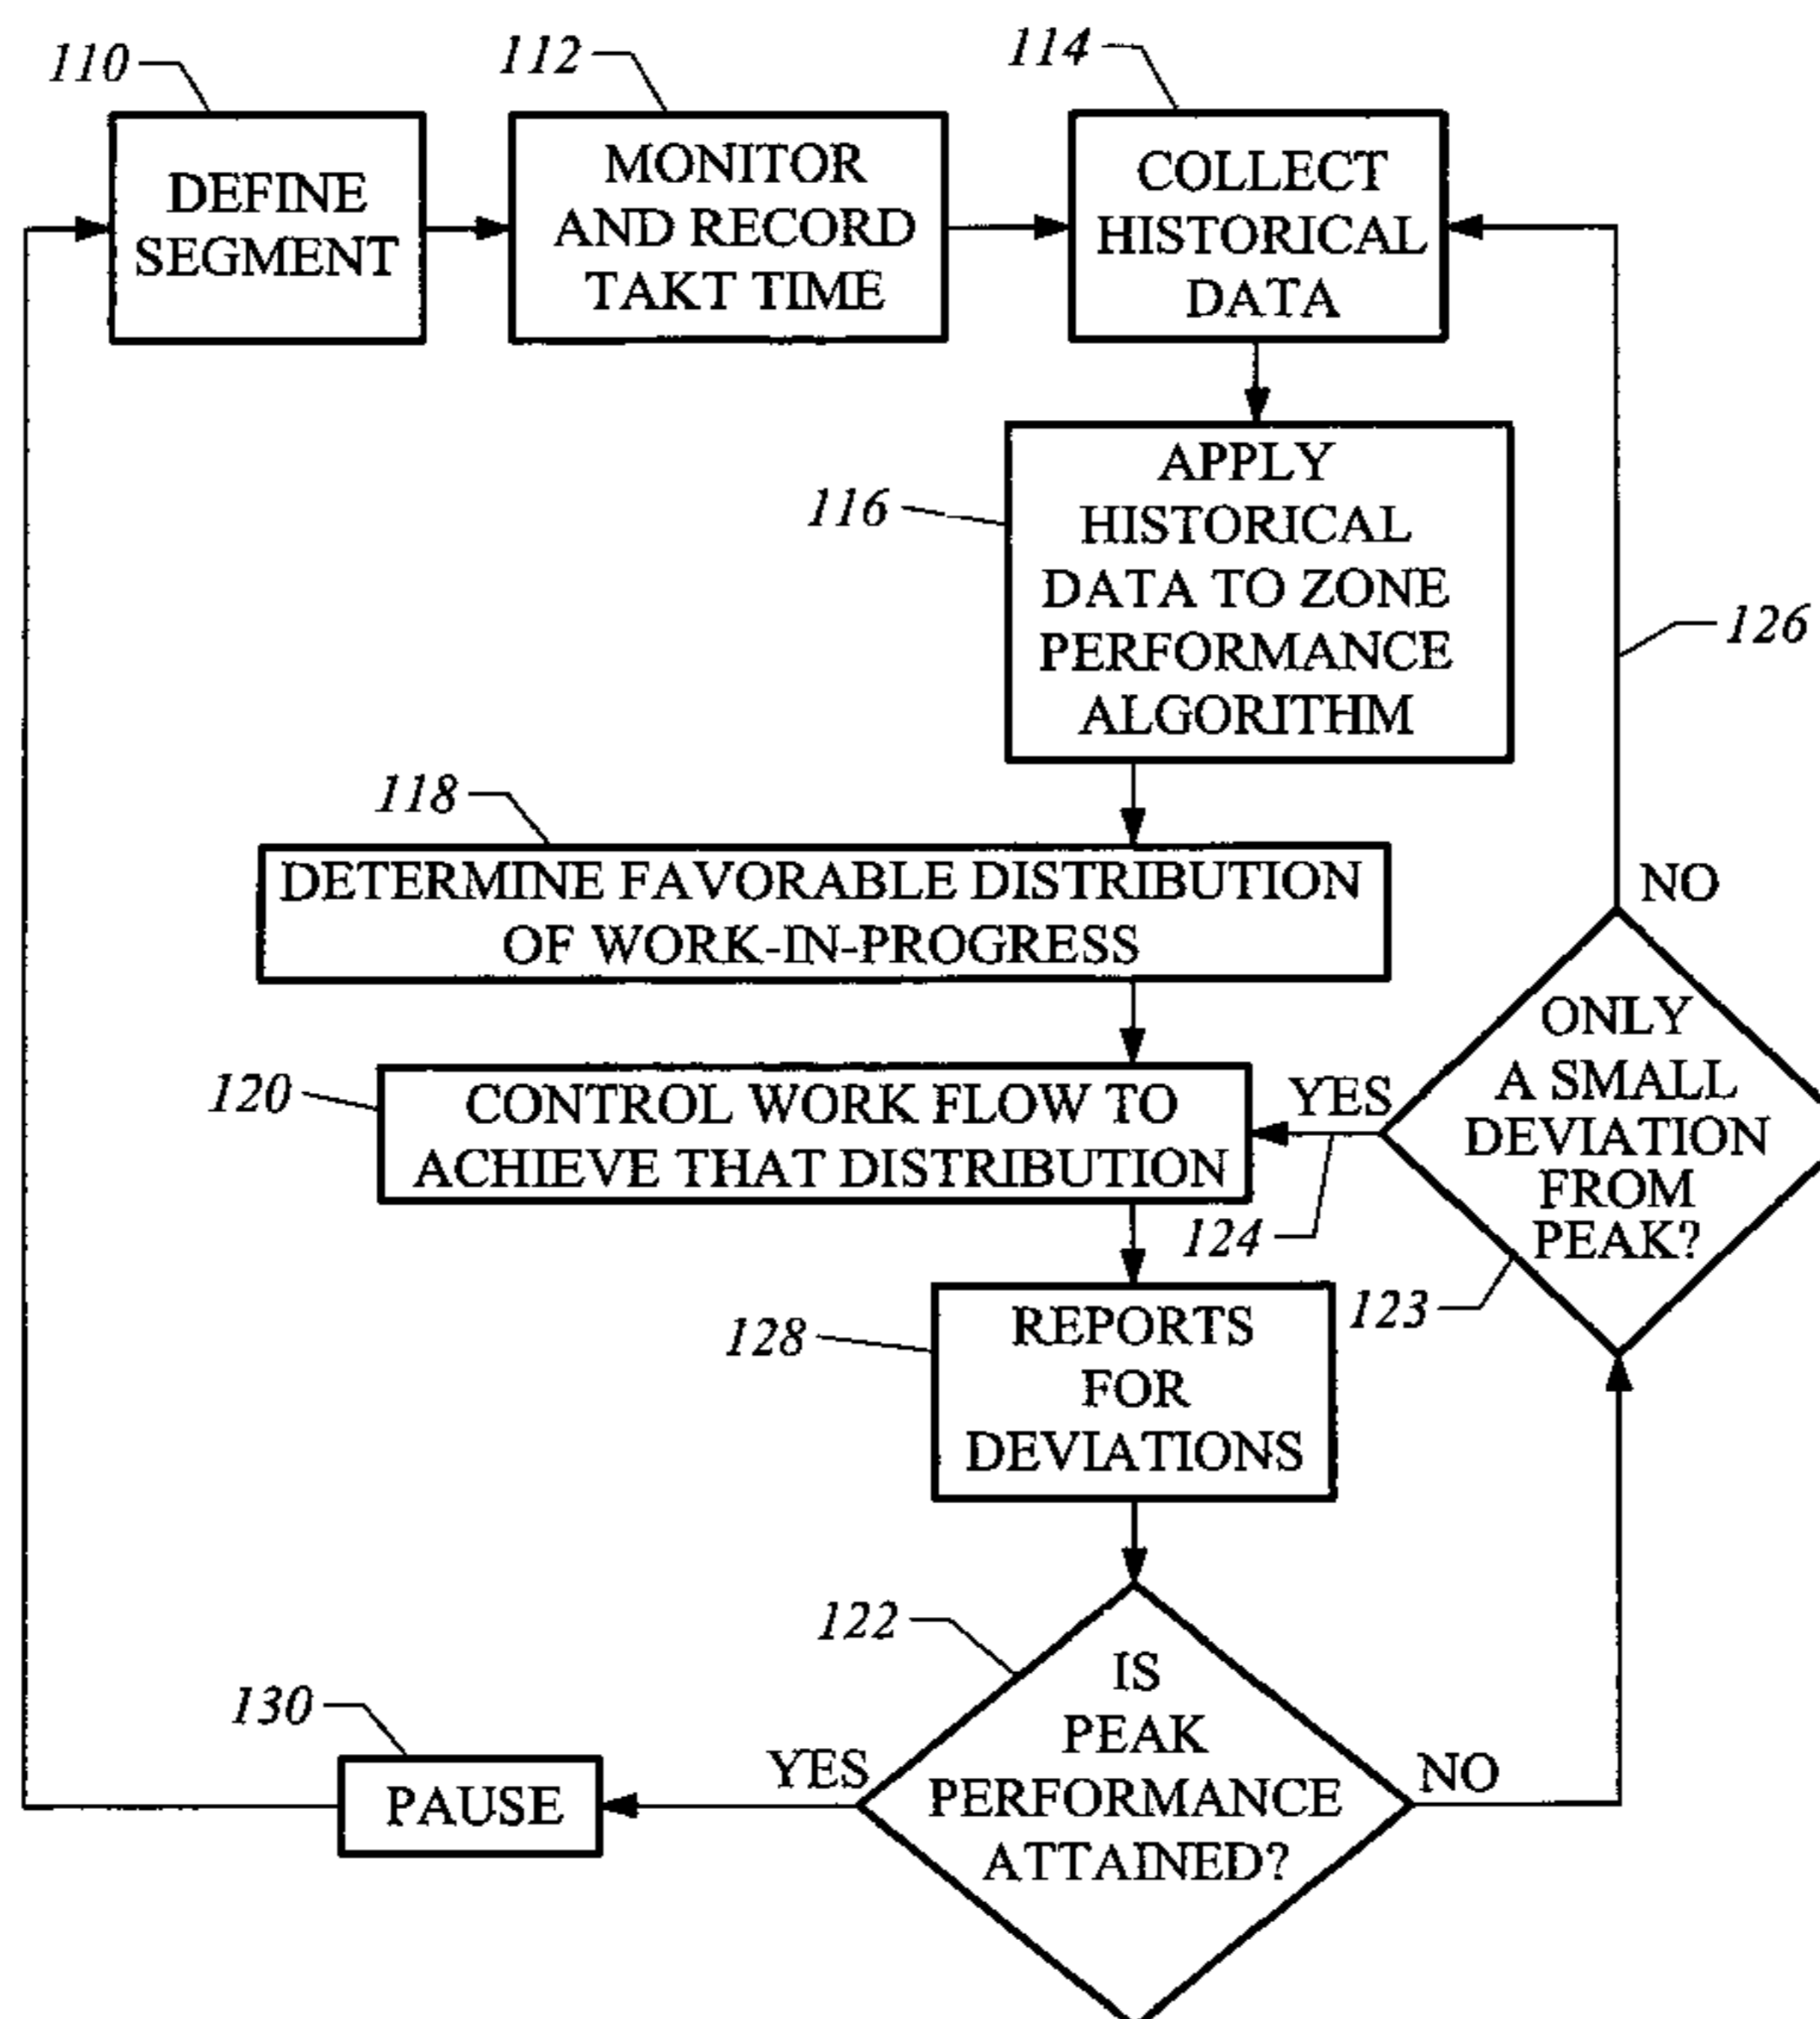 110
DEFINE
SEGMENT
112
MONITOR
AND RECORD
TAKT TIME
114
COLLECT
HISTORICAL
DATA
116
APPLY
HISTORICAL
DATA TO ZONE
PERFORMANCE
ALGORITHM
126
118
DETERMINE FAVORABLE DISTRIBUTION
OF WORK-IN-PROGRESS
NO
ONLY
A SMALL
DEVIATION
FROM
PEAK?
123
YES
124
120
CONTROL WORK FLOW TO
ACHIEVE THAT DISTRIBUTION
128
REPORTS
FOR
DEVIATIONS
122
IS
PEAK
PERFORMANCE
ATTAINED?
NO
YES
130
PAUSE